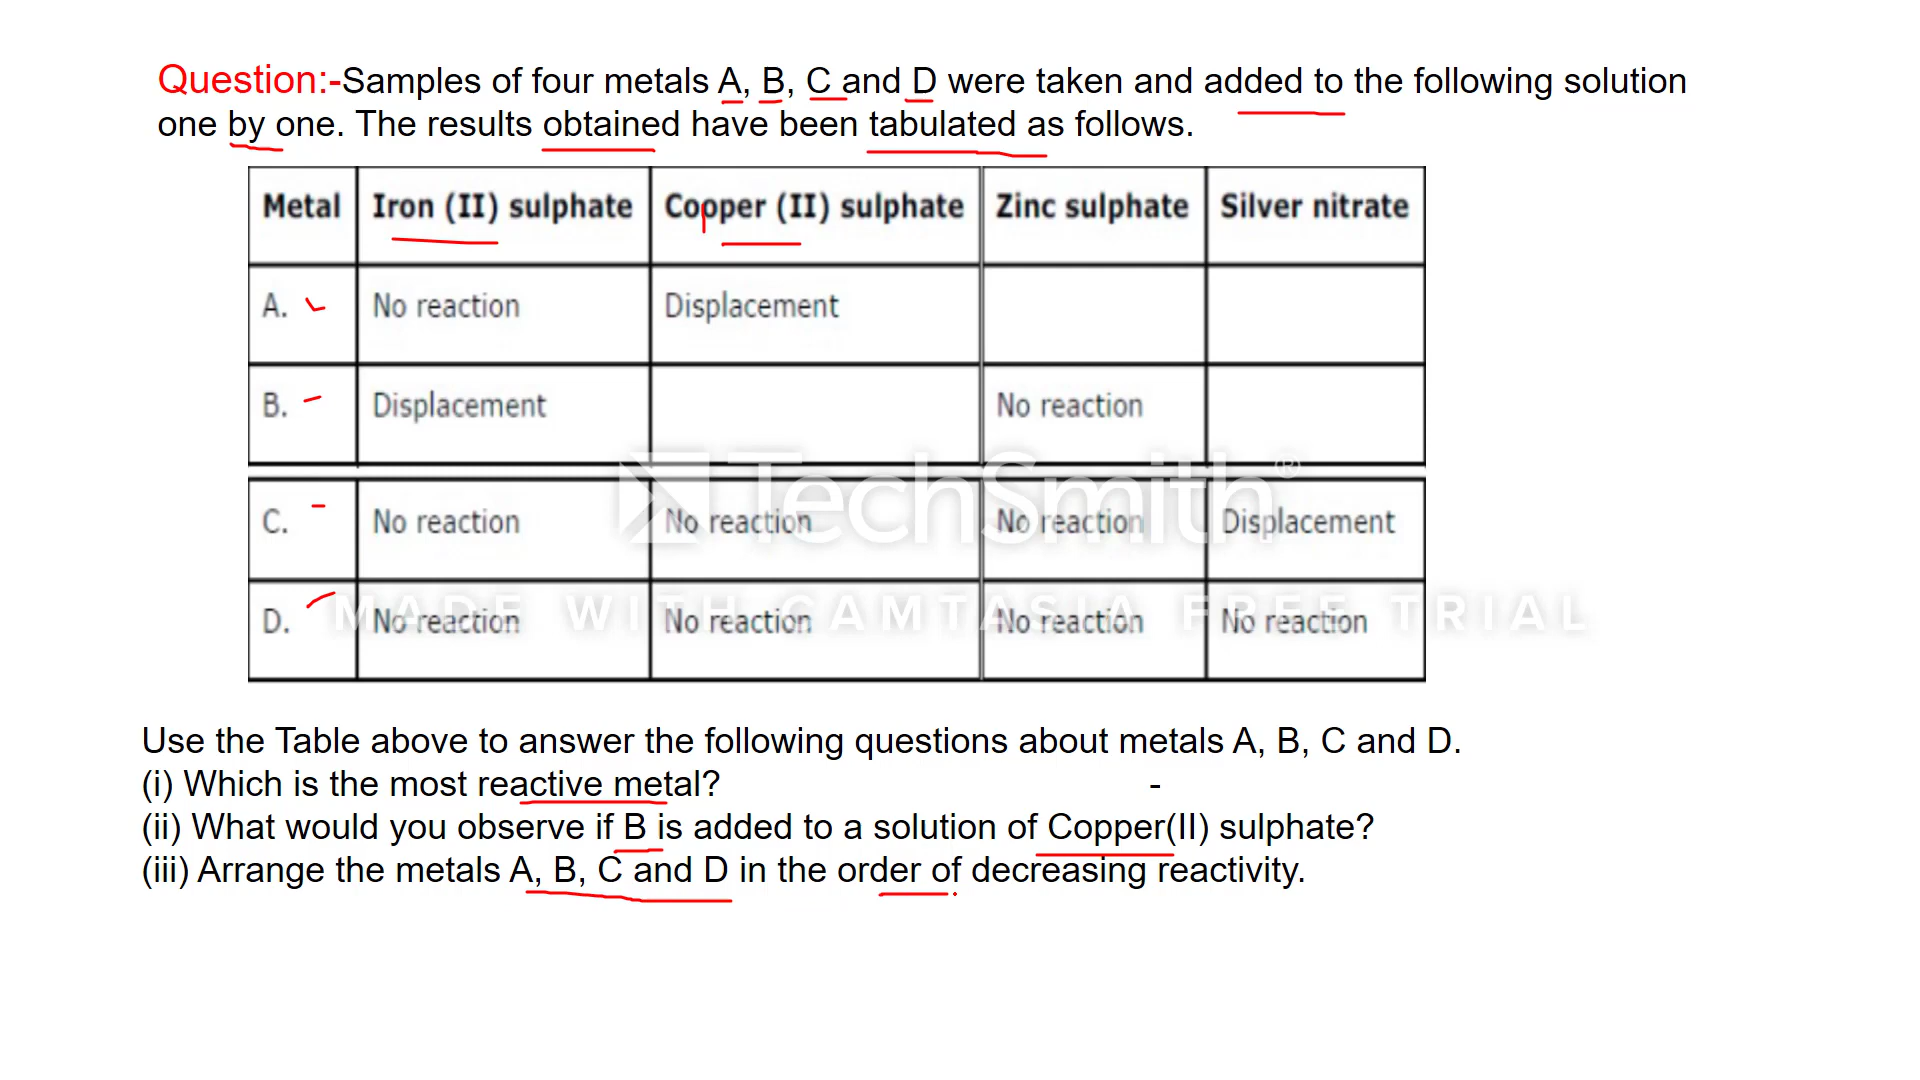 Question:-Samples of four metals A, B, C and D were taken and added to the following solution
one by one. The results obtained have been tabulated as follows.
Metal Iron (II) sulphate Copper (II) sulphate Zinc sulphate Silver nitrate
A. No reaction Displacement
B. Displacement No reaction
TechSmith®
C. No reaction No reaction No reaction Displacement
MADE WITH CAMTASIA FREE TRIAL
D. No reaction No reaction No reaction No reaction
Use the Table above to answer the following questions about metals A, B, C and D.
(i) Which is the most reactive metal? -
(ii) What would you observe if B is added to a solution of Copper(II) sulphate?
(iii) Arrange the metals A, B, C and D in the order of decreasing reactivity.